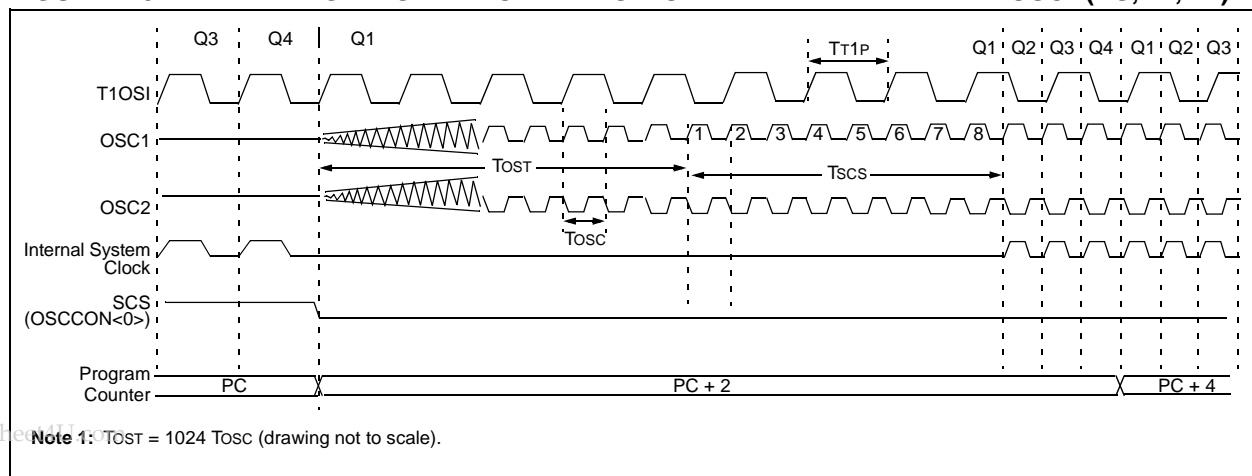 Q3 Q4 Q1 TT1P Q1 Q2 Q3 Q4 Q1 Q2 Q3
T1OSI
OSC1
1 2 3 4 5 6 7 8
TOST TSCS
OSC2
TOSC
Internal System
Clock
SCS
(OSCCON<0>)
Program
Counter
PC PC + 2 PC + 4
Note 1: TOST = 1024 TOSC (drawing not to scale).